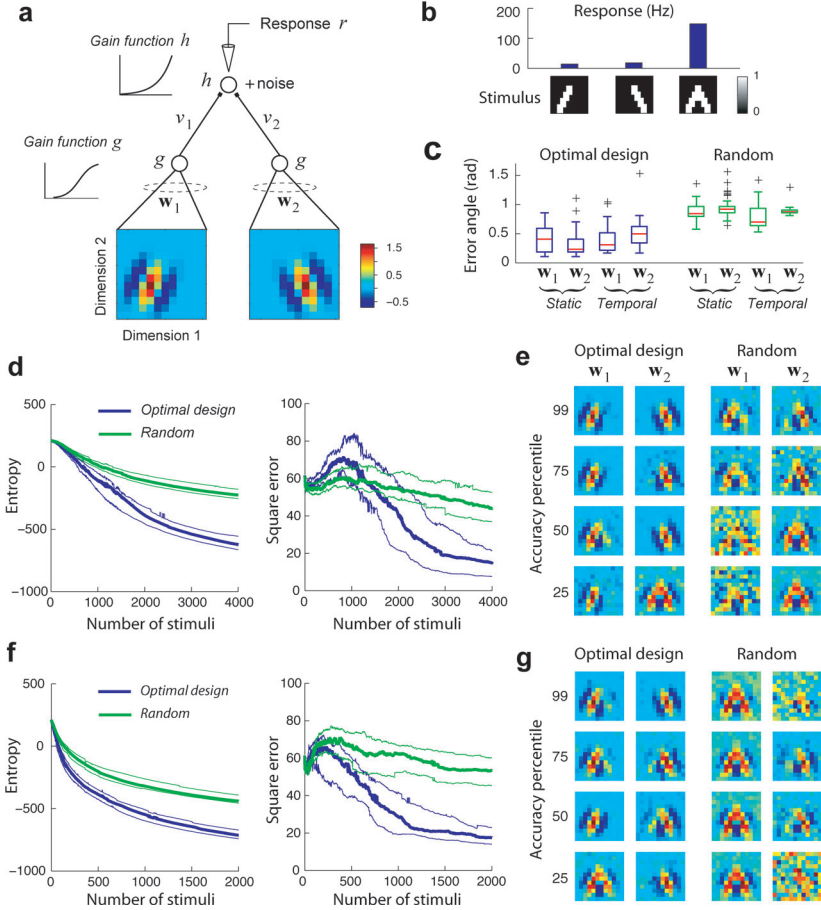 a
Response r
Gain function h
h
+noise
v1
v2
Gain function g
g
g
w1
w2
Dimension 2
Dimension 1
1.5
0.5
−0.5
b
Response (Hz)
200
100
0
Stimulus
1
0
c
Optimal design
Random
Error angle (rad)
1.5
1
0.5
0
w1 w2 w1 w2
w1 w2 w1 w2
Static Temporal
Static Temporal
d
Optimal design
Random
Entropy
500
0
−500
−1000
0 1000 2000 3000 4000
Number of stimuli
Square error
100
80
60
40
20
0
0 1000 2000 3000 4000
Number of stimuli
e
Optimal design
Random
w1 w2 w1 w2
Accuracy percentile
99
75
50
25
f
Optimal design
Random
Entropy
500
0
−500
−1000
0 500 1000 1500 2000
Number of stimuli
Square error
100
80
60
40
20
0
0 500 1000 1500 2000
Number of stimuli
g
Optimal design
Random
Accuracy percentile
99
75
50
25